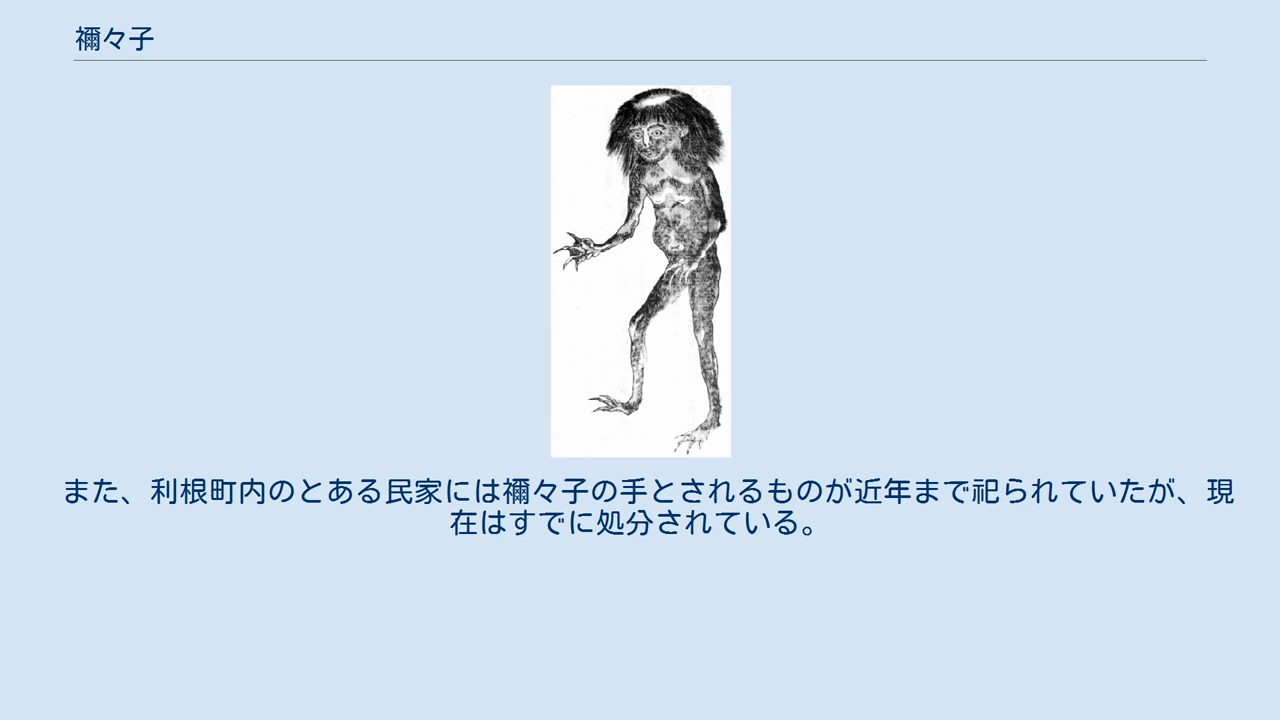 禰々子
また、利根町内のとある民家には禰々子の手とされるものが近年まで祀られていたが、現
在はすでに処分されている。